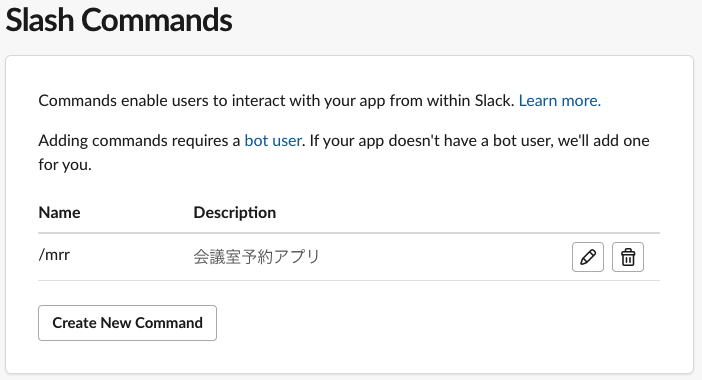 Slash Commands
Commands enable users to interact with your app from within Slack. Learn more.
Adding commands requires a bot user. If your app doesn't have a bot user, we'll add one
for you.
Name Description
/mrr 会議室予約アプリ
Create New Command